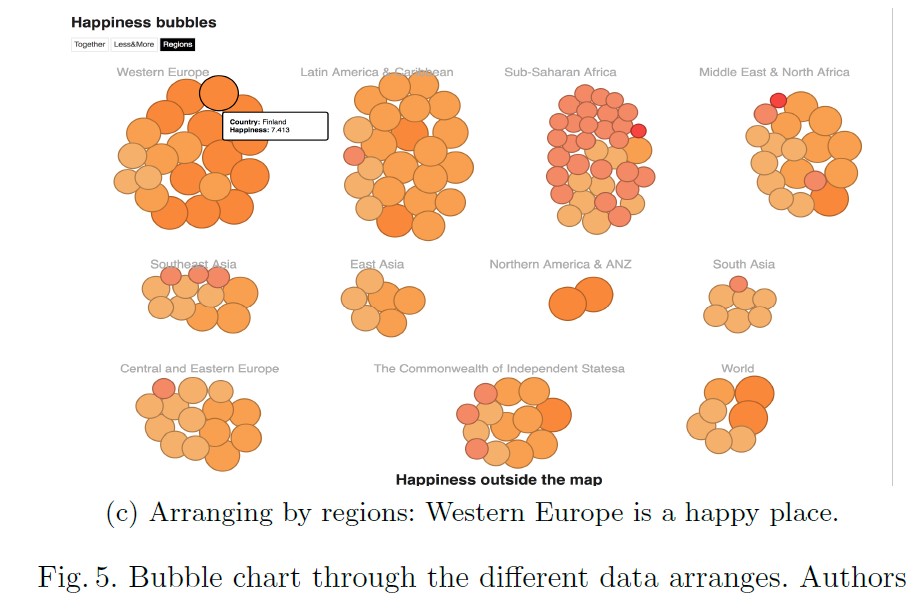 Happiness bubbles
Together Less&More Regions
Western Europe Latin America & Caribbean Sub-Saharan Africa Middle East & North Africa
Country: Finland
Happiness: 7.413
Southeast Asia East Asia Northern America & ANZ South Asia
Central and Eastern Europe The Commonwealth of Independent Statesa World
Happiness outside the map
(c) Arranging by regions: Western Europe is a happy place.
Fig. 5. Bubble chart through the different data arranges. Authors